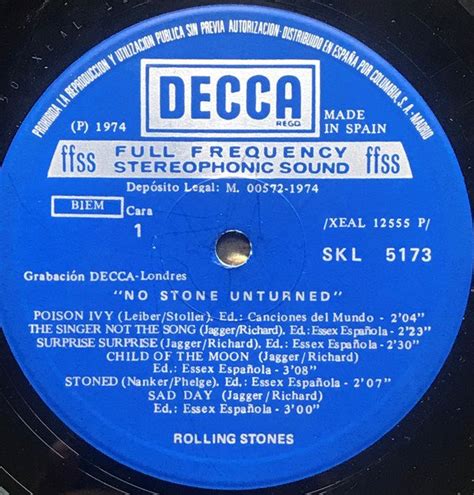 PROHIBIDA LA REPRODUCCION Y UTILIZACION PUBLICA SIN PREVIA AUTORIZACION-DISTRIBUIDO EN ESPAÑA POR COLUMBIA, S. A.-MADRID
DECCA
REGD.
(P) 1974
MADE IN SPAIN
ffss FULL FREQUENCY STEREOPHONIC SOUND ffss
Depósito Legal: M. 00572-1974
BIEM
Cara 1
/XEAL 12555 P/
SKL 5173
Grabación DECCA-Londres
"NO STONE UNTURNED"
POISON IVY (Leiber/Stoller). Ed.: Canciones del Mundo - 2'04"
THE SINGER NOT THE SONG (Jagger/Richard). Ed.: Essex Española - 2'23"
SURPRISE SURPRISE (Jagger/Richard). Ed.: Essex Española - 2'30"
CHILD OF THE MOON (Jagger/Richard)
Ed.: Essex Española - 3'08"
STONED (Nanker/Phelge). Ed.: Essex Española - 2'07"
SAD DAY (Jagger/Richard)
Ed.: Essex Española - 3'00"
ROLLING STONES